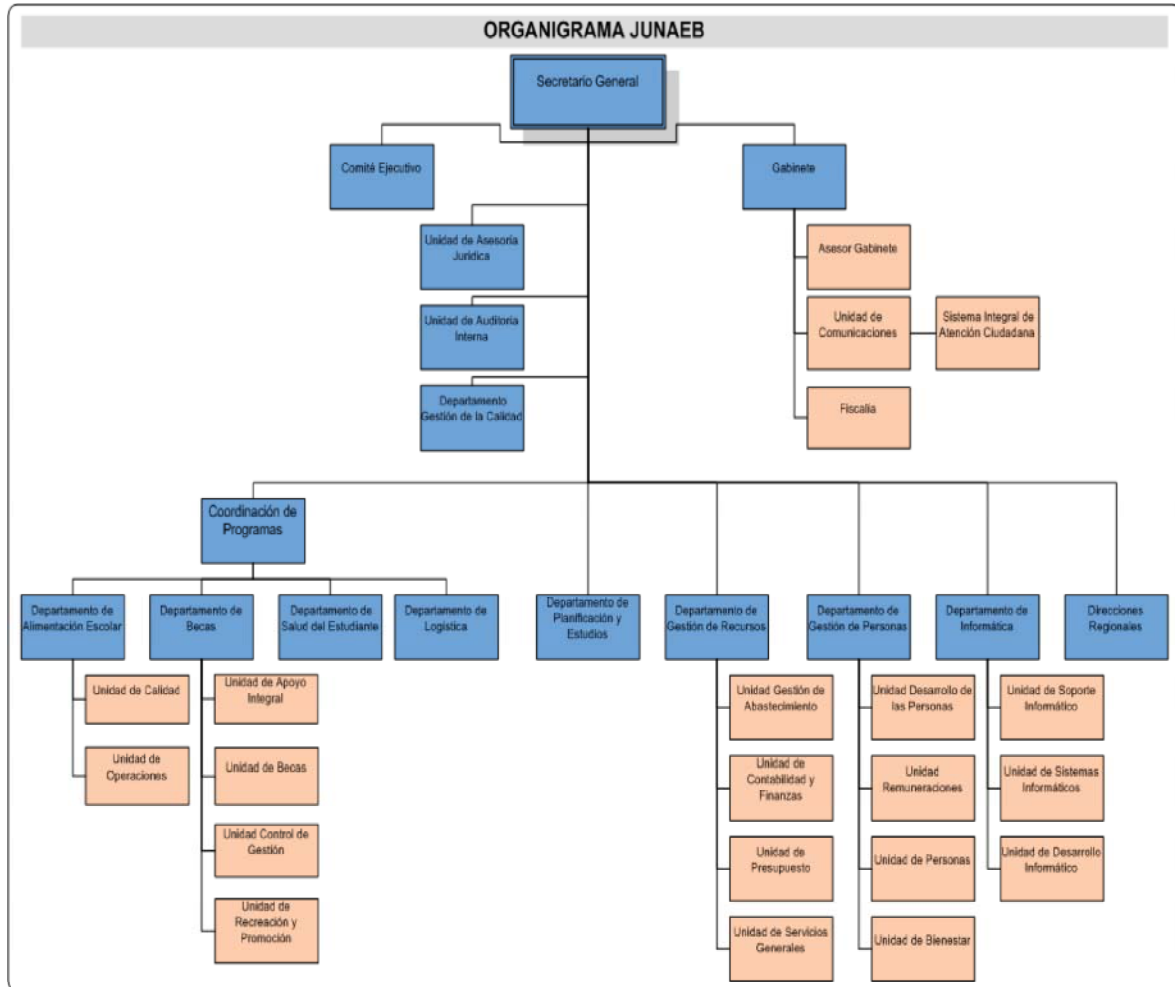 ORGANIGRAMA JUNAEB
Secretario General
Comité Ejecutivo
Gabinete
Unidad de Asesoría
Jurídica
Asesor Gabinete
Unidad de Auditoria
Interna
Unidad de
Comunicaciones
Sistema Integral de
Atención Ciudadana
Departamento
Gestión de la Calidad
Fiscalía
Coordinación de
Programas
Departamento de
Alimentación Escolar
Departamento de
Becas
Departamento de
Salud del Estudiante
Departamento de
Logística
Departamento de
Planificación y
Estudios
Departamento de
Gestión de Recursos
Departamento de
Gestión de Personas
Departamento de
Informática
Direcciones
Regionales
Unidad de Calidad
Unidad de
Operaciones
Unidad de Apoyo
Integral
Unidad de Becas
Unidad Control de
Gestión
Unidad de
Recreación y
Promoción
Unidad Gestión de
Abastecimiento
Unidad de
Contabilidad y
Finanzas
Unidad de
Presupuesto
Unidad de Servicios
Generales
Unidad Desarrollo de
las Personas
Unidad
Remuneraciones
Unidad de Personas
Unidad de Bienestar
Unidad de Soporte
Informático
Unidad de Sistemas
Informáticos
Unidad de Desarrollo
Informático